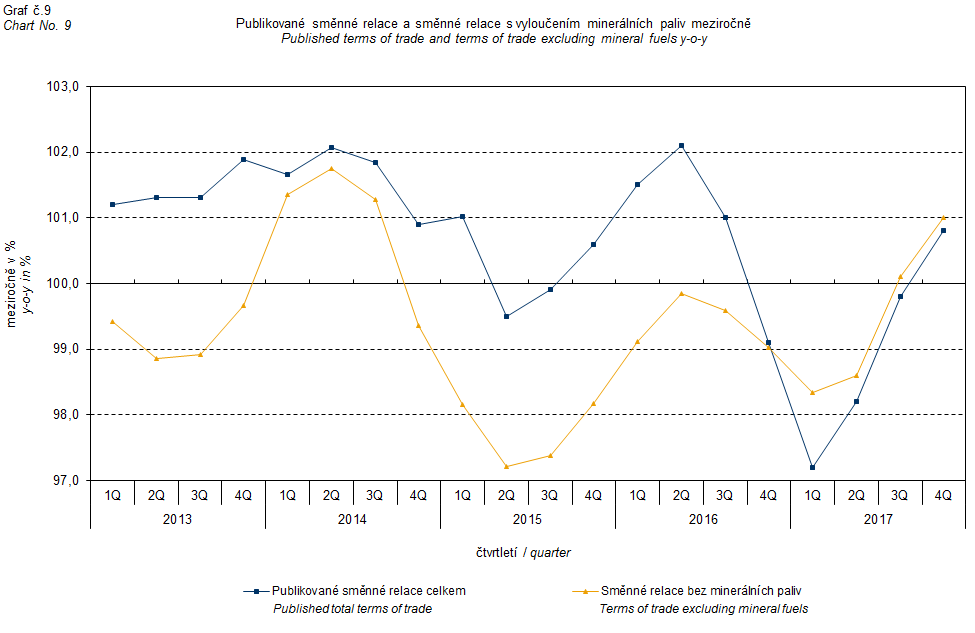 Graf č.9
Chart No. 9
Publikované směnné relace a směnné relace s vyloučením minerálních paliv meziročně
Published terms of trade and terms of trade excluding mineral fuels y-o-y
103,0
102,0
101,0
100,0
99,0
98,0
97,0
meziročně v %
y-o-y in %
1Q 2Q 3Q 4Q 1Q 2Q 3Q 4Q 1Q 2Q 3Q 4Q 1Q 2Q 3Q 4Q 1Q 2Q 3Q 4Q
2013 2014 2015 2016 2017
čtvrtletí / quarter
Publikované směnné relace celkem
Published total terms of trade
Směnné relace bez minerálních paliv
Terms of trade excluding mineral fuels